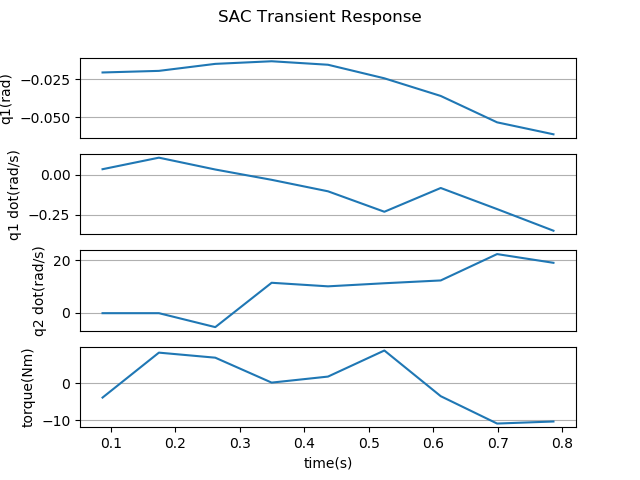 SAC Transient Response
q1(rad)
−0.025
−0.050
q1 dot(rad/s)
0.00
−0.25
q2 dot(rad/s)
20
0
torque(Nm)
0
−10
0.1 0.2 0.3 0.4 0.5 0.6 0.7 0.8
time(s)